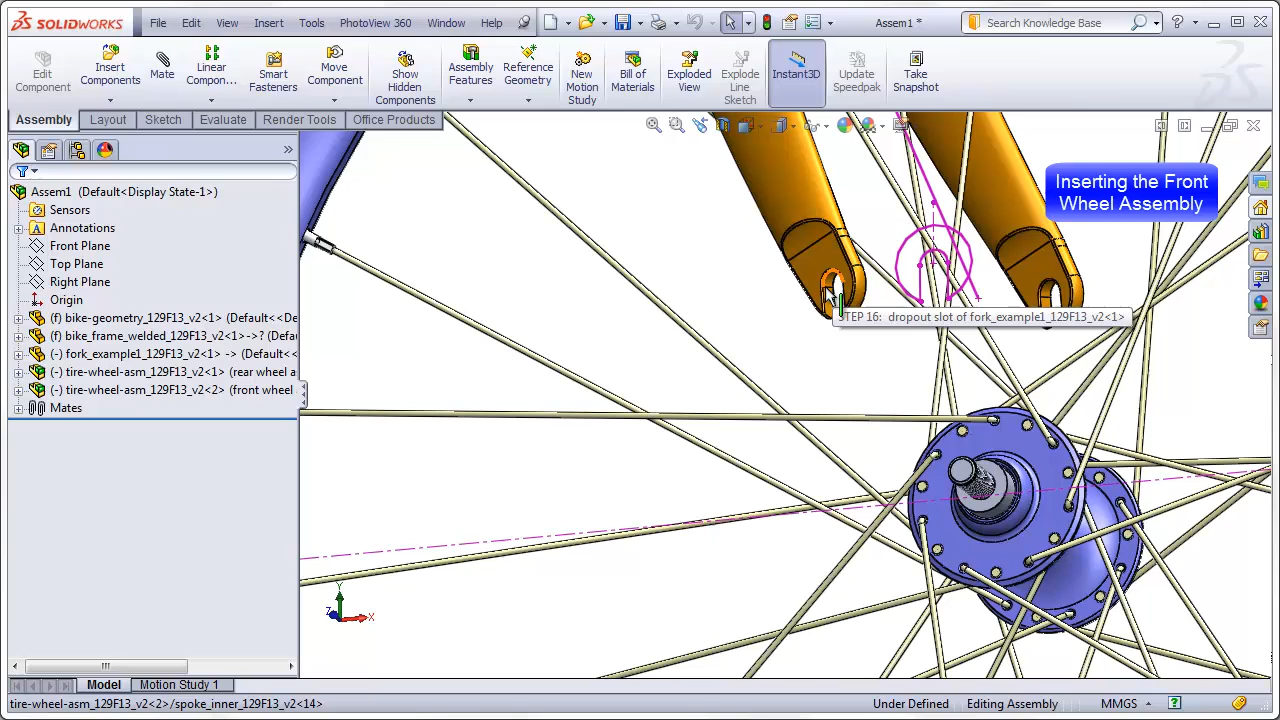 SOLIDWORKS
File Edit View Insert Tools PhotoView 360 Window Help
Assem1 *
Search Knowledge Base
Edit Component
Insert Components
Mate
Linear Compon...
Smart Fasteners
Move Component
Show Hidden Components
Assembly Features
Reference Geometry
New Motion Study
Bill of Materials
Exploded View
Explode Line Sketch
Instant3D
Update Speedpak
Take Snapshot
Assembly Layout Sketch Evaluate Render Tools Office Products
Inserting the Front
Wheel Assembly
Assem1 (Default<Display State-1>)
Sensors
Annotations
Front Plane
Top Plane
Right Plane
Origin
(f) bike-geometry_129F13_v2<1> (Default<<De
(f) bike_frame_welded_129F13_v2<1>->? (Defau
(-) fork_example1_129F13_v2<1> -> (Default<<
(-) tire-wheel-asm_129F13_v2<1> (rear wheel a
(-) tire-wheel-asm_129F13_v2<2> (front wheel
Mates
STEP 16: dropout slot of fork_example1_129F13_v2<1>
Y
Z
X
Model Motion Study 1
tire-wheel-asm_129F13_v2<2>/spoke_inner_129F13_v2<14>
Under Defined Editing Assembly MMGS